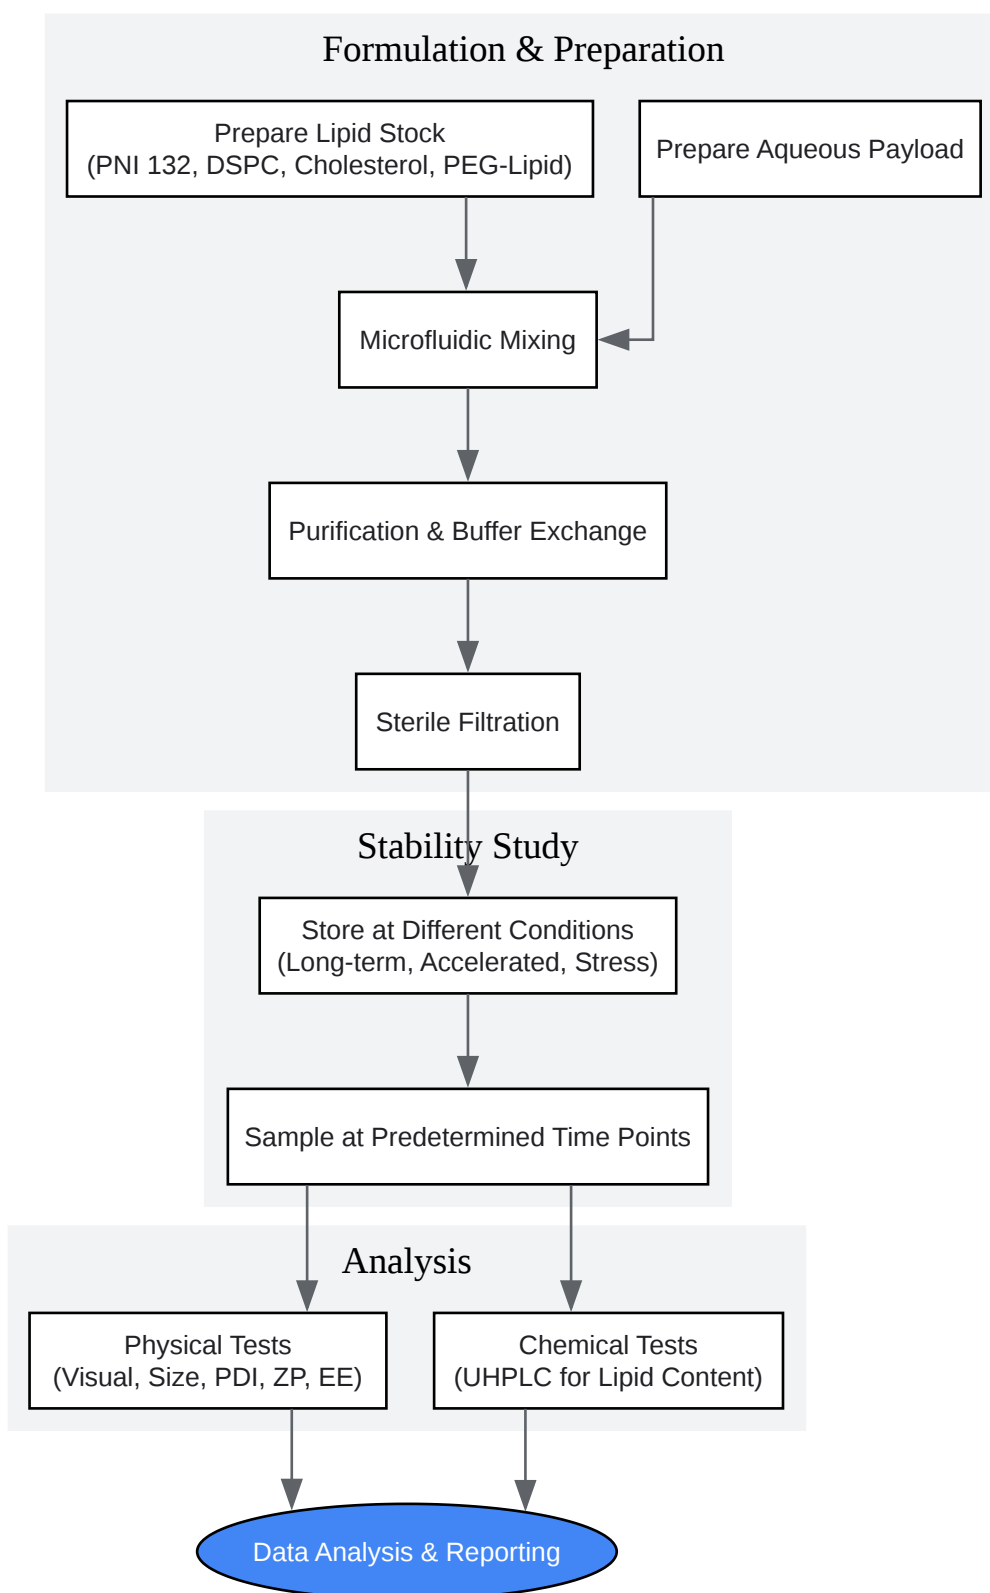 Formulation & Preparation
Prepare Lipid Stock
(PNI 132, DSPC, Cholesterol, PEG-Lipid)
Prepare Aqueous Payload
Microfluidic Mixing
Purification & Buffer Exchange
Sterile Filtration
Stability Study
Store at Different Conditions
(Long-term, Accelerated, Stress)
Sample at Predetermined Time Points
Analysis
Physical Tests
(Visual, Size, PDI, ZP, EE)
Chemical Tests
(UHPLC for Lipid Content)
Data Analysis & Reporting